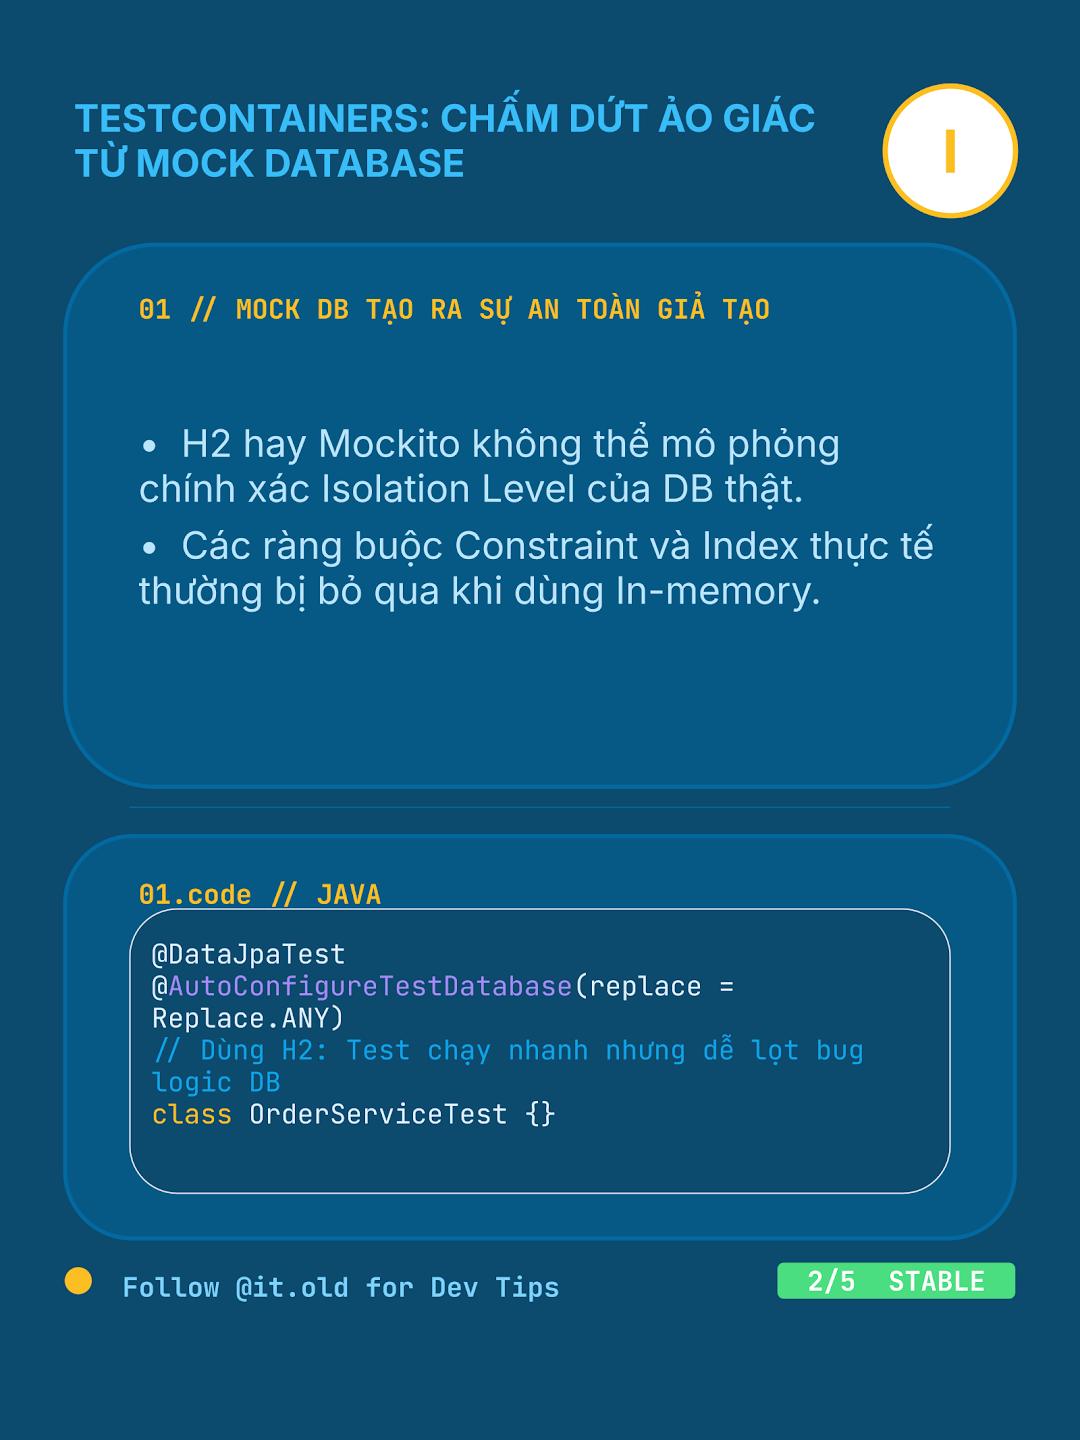 TESTCONTAINERS: CHẤM DỨT ẢO GIÁC
TỪ MOCK DATABASE
I
01 // MOCK DB TẠO RA SỰ AN TOÀN GIẢ TẠO
• H2 hay Mockito không thể mô phỏng
chính xác Isolation Level của DB thật.
• Các ràng buộc Constraint và Index thực tế
thường bị bỏ qua khi dùng In-memory.
01.code // JAVA
@DataJpaTest
@AutoConfigureTestDatabase(replace =
Replace.ANY)
// Dùng H2: Test chạy nhanh nhưng dễ lọt bug
logic DB
class OrderServiceTest {}
Follow @it.old for Dev Tips
2/5 STABLE